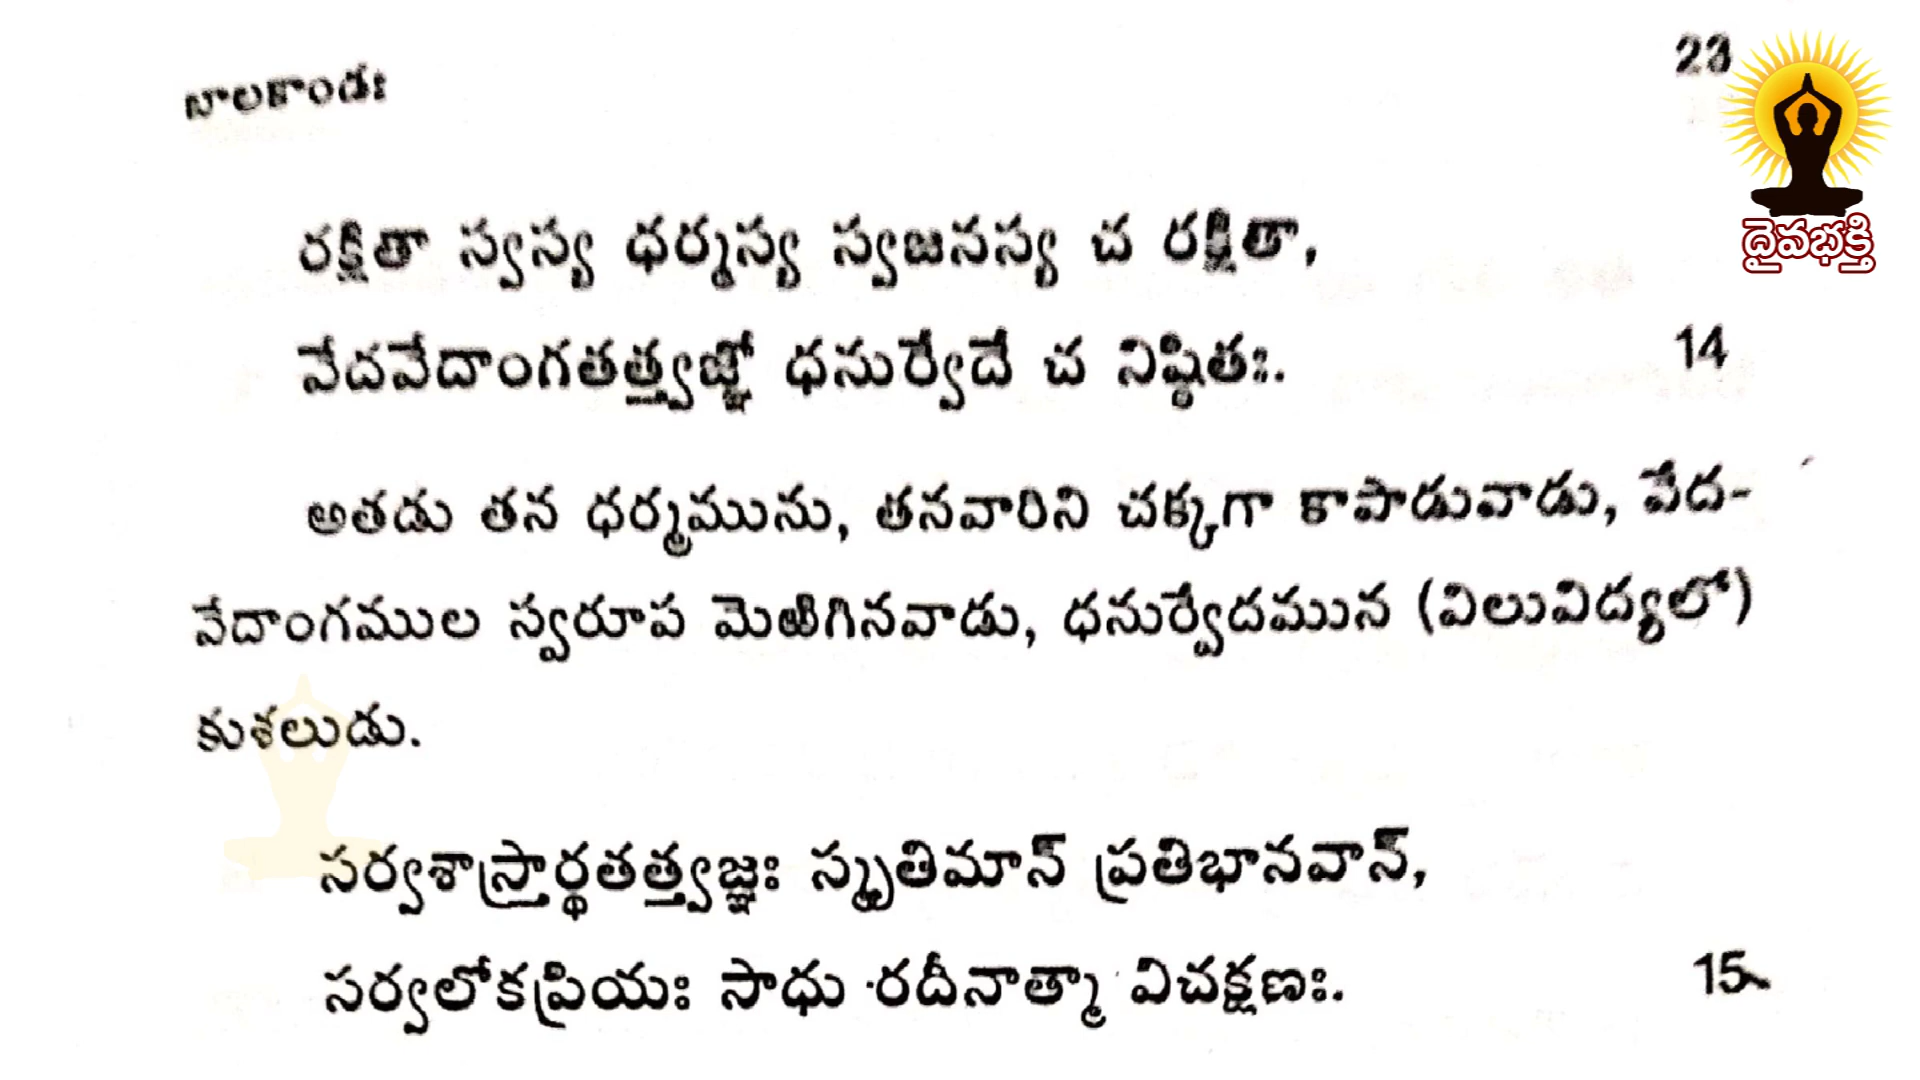 బాలకాండః
23
దైవభక్తి
రక్షితా స్వస్య ధర్మస్య స్వజనస్య చ రక్షితా,
వేదవేదాంగతత్త్వజ్ఞో ధనుర్వేదే చ నిష్ఠితః. 14
అతడు తన ధర్మమును, తనవారిని చక్కగా కాపాడువాడు, వేద-
వేదాంగముల స్వరూప మెఱిగినవాడు, ధనుర్వేదమున (విలువిద్యలో)
కుశలుడు.
సర్వశాస్త్రార్థతత్త్వజ్ఞః స్మృతిమాన్ ప్రతిభానవాన్,
సర్వలోకప్రియః సాధు రదీనాత్మా విచక్షణః. 15